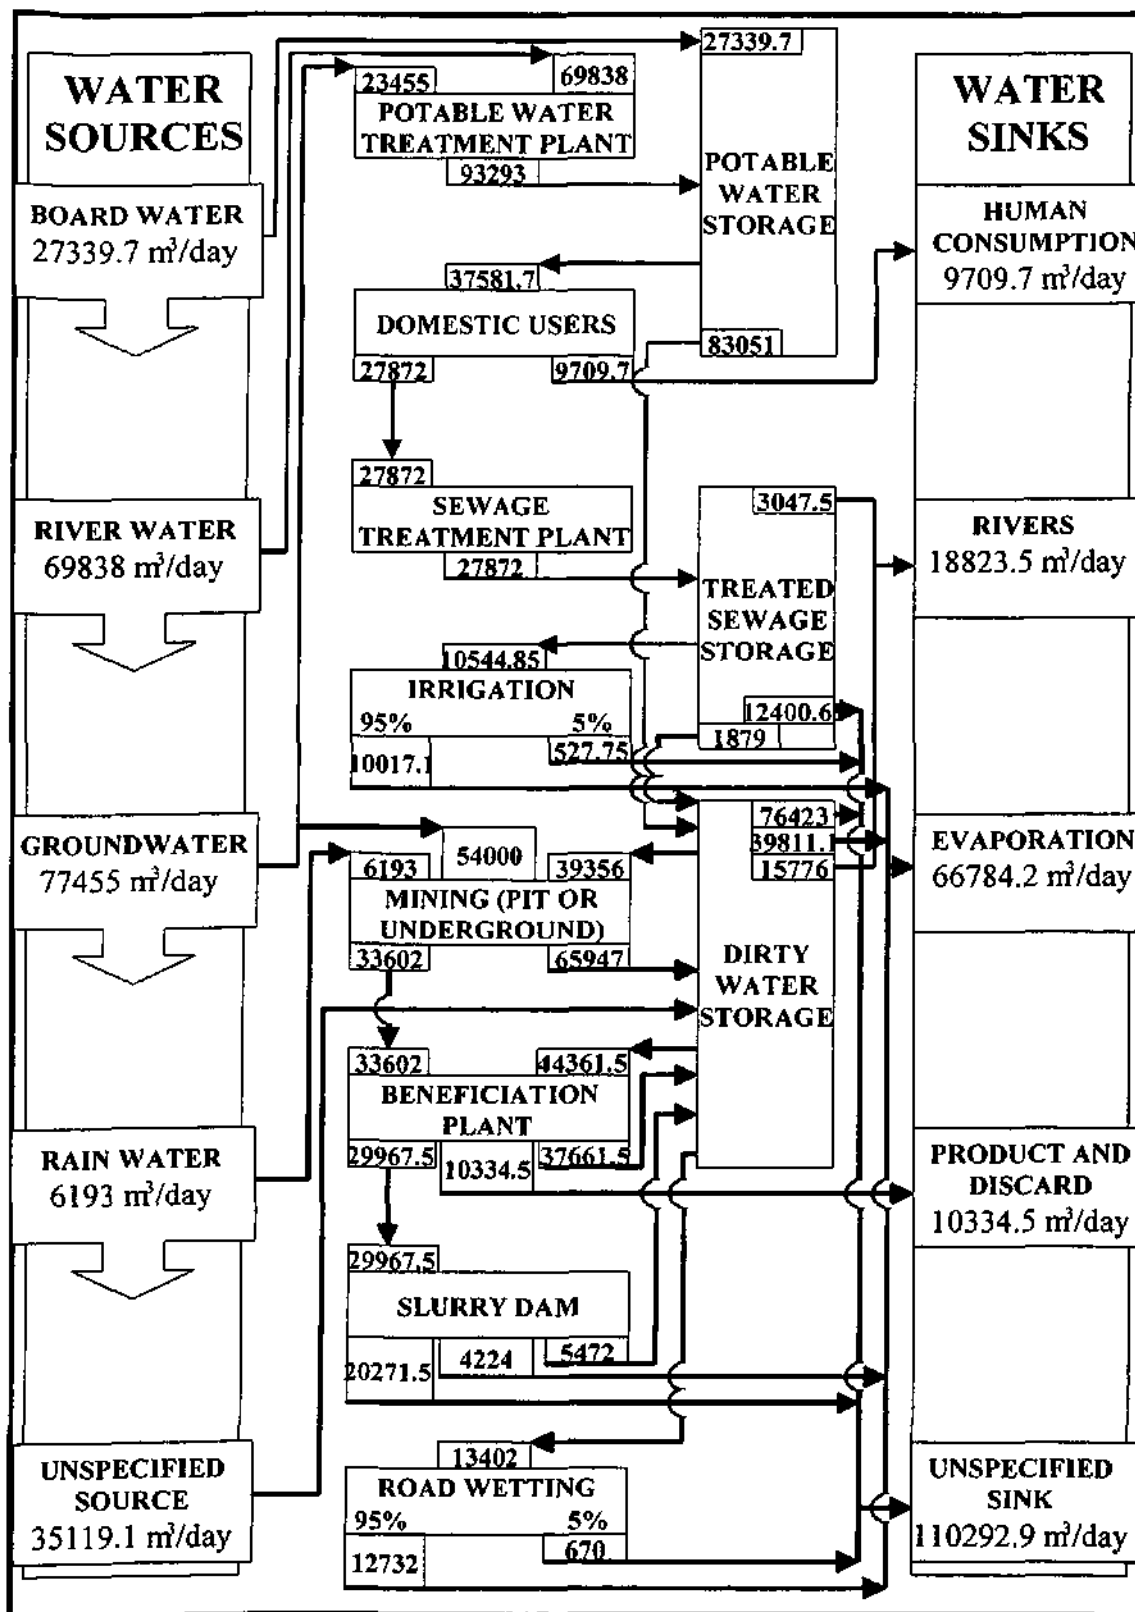 WATER
SOURCES
BOARD WATER
27339.7 m³/day
RIVER WATER
69838 m³/day
GROUNDWATER
77455 m³/day
RAIN WATER
6193 m³/day
UNSPECIFIED
SOURCE
35119.1 m³/day
23455
69838
POTABLE WATER
TREATMENT PLANT
93293
37581.7
DOMESTIC USERS
27872
9709.7
27872
SEWAGE
TREATMENT PLANT
27872
10544.85
IRRIGATION
95%
5%
10017.1
527.75
6193
54000
39356
MINING (PIT OR
UNDERGROUND)
33602
65947
33602
44361.5
BENEFICIATION
PLANT
29967.5
10334.5
37661.5
29967.5
SLURRY DAM
20271.5
4224
5472
13402
ROAD WETTING
95%
5%
12732
670
27339.7
POTABLE
WATER
STORAGE
83051
3047.5
TREATED
SEWAGE
STORAGE
12400.6
1879
76423
39811.1
15776
DIRTY
WATER
STORAGE
WATER
SINKS
HUMAN
CONSUMPTION
9709.7 m³/day
RIVERS
18823.5 m³/day
EVAPORATION
66784.2 m³/day
PRODUCT AND
DISCARD
10334.5 m³/day
UNSPECIFIED
SINK
110292.9 m³/day